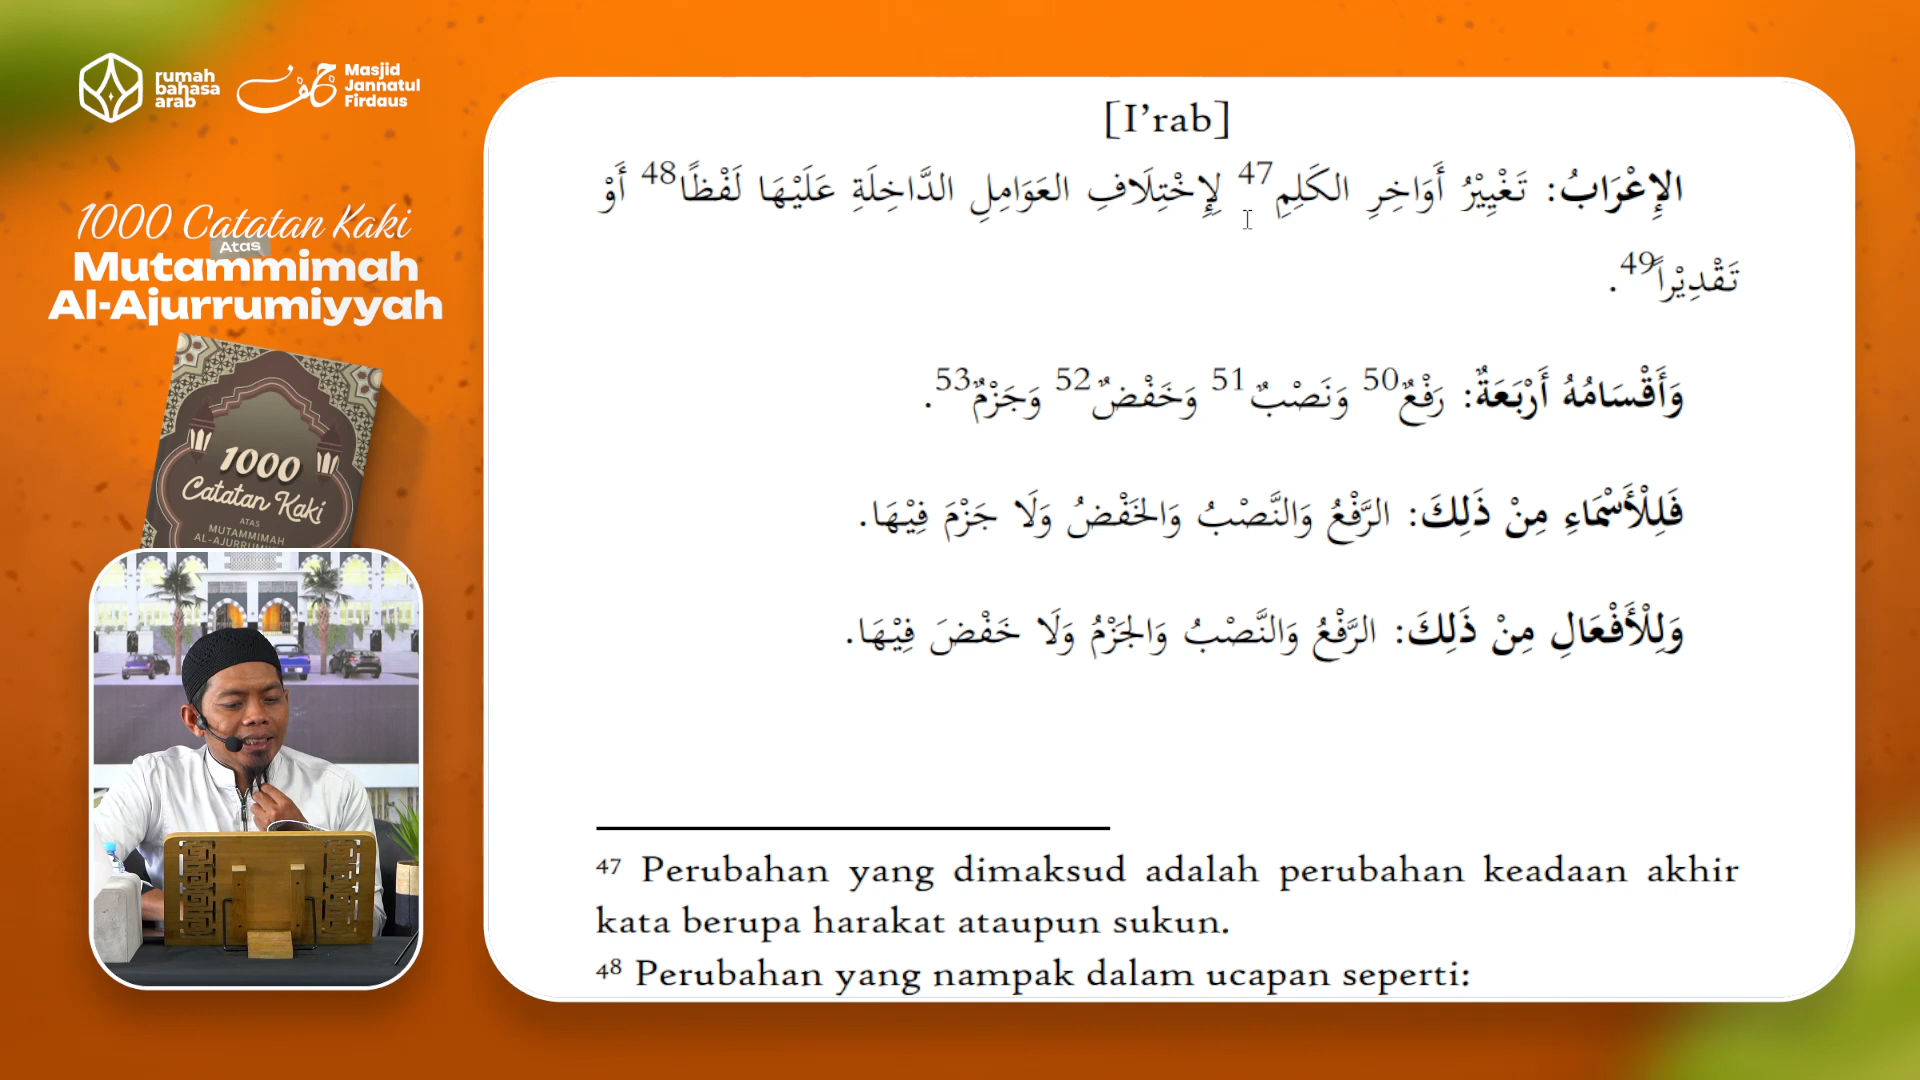 rumah
bahasa
arab
Masjid
Jannatul
Firdaus
1000 Catatan Kaki
Atas
Mutammimah
Al-Ajurrumiyyah
1000
Catatan Kaki
ATAS
MUTAMMIMAH
[I’rab]
الإِعْرَابُ: تَغْيِيْرُ أَوَاخِرِ الكَلِمِ47 لِإِخْتِلَافِ العَوَامِلِ الدَّاخِلَةِ عَلَيْهَا لَفْظًا48 أَوْ
تَقْدِيْراً49.
وَأَقْسَامُهُ أَرْبَعَةٌ: رَفْعٌ50 وَنَصْبٌ51 وَخَفْضٌ52 وَجَزْمٌ53.
فَلِلْأَسْمَاءِ مِنْ ذَلِكَ: الرَّفْعُ وَالنَّصْبُ وَالخَفْضُ وَلَا جَزْمَ فِيْهَا.
وَلِلْأَفْعَالِ مِنْ ذَلِكَ: الرَّفْعُ وَالنَّصْبُ وَالجَزْمُ وَلَا خَفْضَ فِيْهَا.
47 Perubahan yang dimaksud adalah perubahan keadaan akhir
kata berupa harakat ataupun sukun.
48 Perubahan yang nampak dalam ucapan seperti: